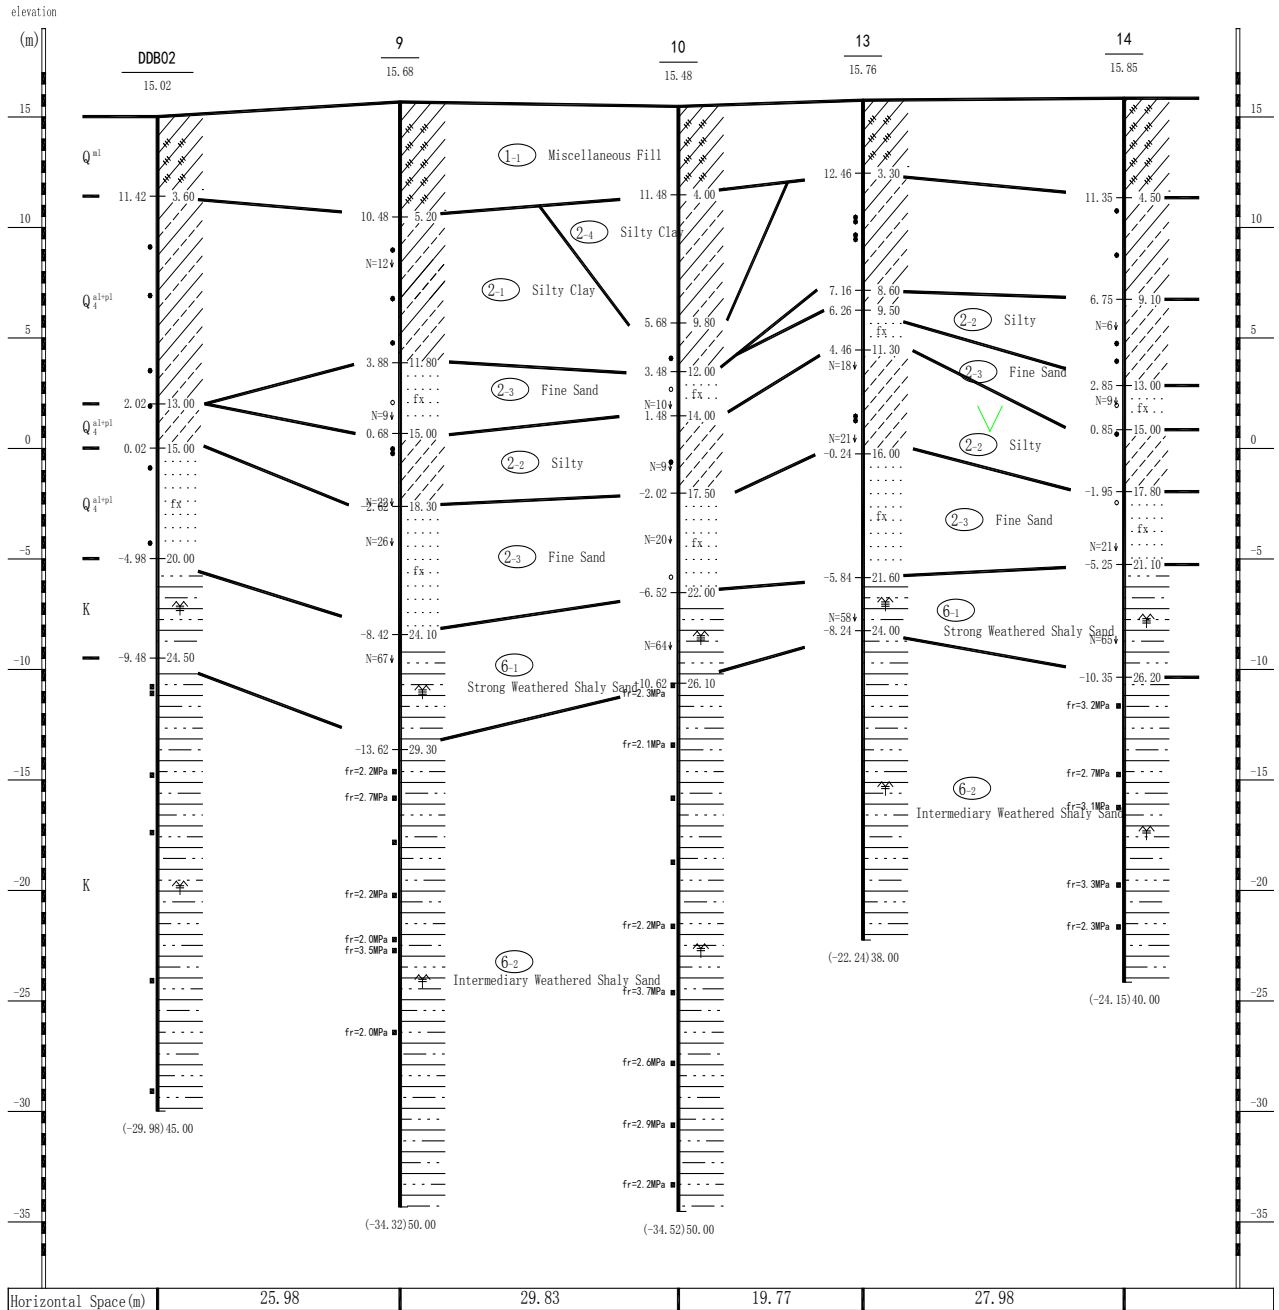 elevation
(m)
DDB02
15.02
9
15.68
10
15.48
13
15.76
14
15.85
15
15
Q ml
1-1 Miscellaneous Fill
12.46 3.30
11.42 3.60
11.48 4.00
11.35 4.50
10.48 5.20
10
10
2-4 Silty Clay
N=12
2-1 Silty Clay
Q4 al+pl
7.16 8.60
6.75 9.10
6.26 9.50
5.68 9.80
2-2 Silty
N=6
fx
5
5
4.46 11.30
3.88 11.80
3.48 12.00
N=18
2-3 Fine Sand
2.85 13.00
2-3 Fine Sand
fx
fx
N=9
fx
2.02 13.00
N=10
N=9
1.48 14.00
Q4 al+pl
0.68 15.00
0.85 15.00
N=21
2-2 Silty
0
0
0.02 15.00
-0.24 16.00
2-2 Silty
N=9
-2.02 17.50
-1.95 17.80
Q4 al+pl
fx
N=22
-2.62 18.30
fx
2-3 Fine Sand
fx
N=26
N=20
fx
N=21
-5
-5
-4.98 20.00
2-3 Fine Sand
-5.25 21.10
fx
-5.84 21.60
-6.52 22.00
K
6-1
N=58
Strong Weathered Shaly Sand
-8.24 24.00
-8.42 24.10
N=64
N=65
-9.48 24.50
N=67
6-1
-10
-10
Strong Weathered Shaly Sand
-10.62 26.10
fr=2.3MPa
-10.35 26.20
fr=3.2MPa
-13.62 29.30
fr=2.1MPa
fr=2.2MPa
fr=2.7MPa
-15
-15
fr=2.7MPa
6-2
fr=3.1MPa
Intermediary Weathered Shaly Sand
K
fr=2.2MPa
fr=3.3MPa
-20
-20
fr=2.2MPa
fr=2.3MPa
fr=2.0MPa
fr=3.5MPa
6-2
(-22.24)38.00
Intermediary Weathered Shaly Sand
fr=3.7MPa
(-24.15)40.00
-25
-25
fr=2.0MPa
fr=2.6MPa
-30
-30
(-29.98)45.00
fr=2.9MPa
fr=2.2MPa
-35
-35
(-34.32)50.00
(-34.52)50.00
Horizontal Space(m) 25.98 29.83 19.77 27.98